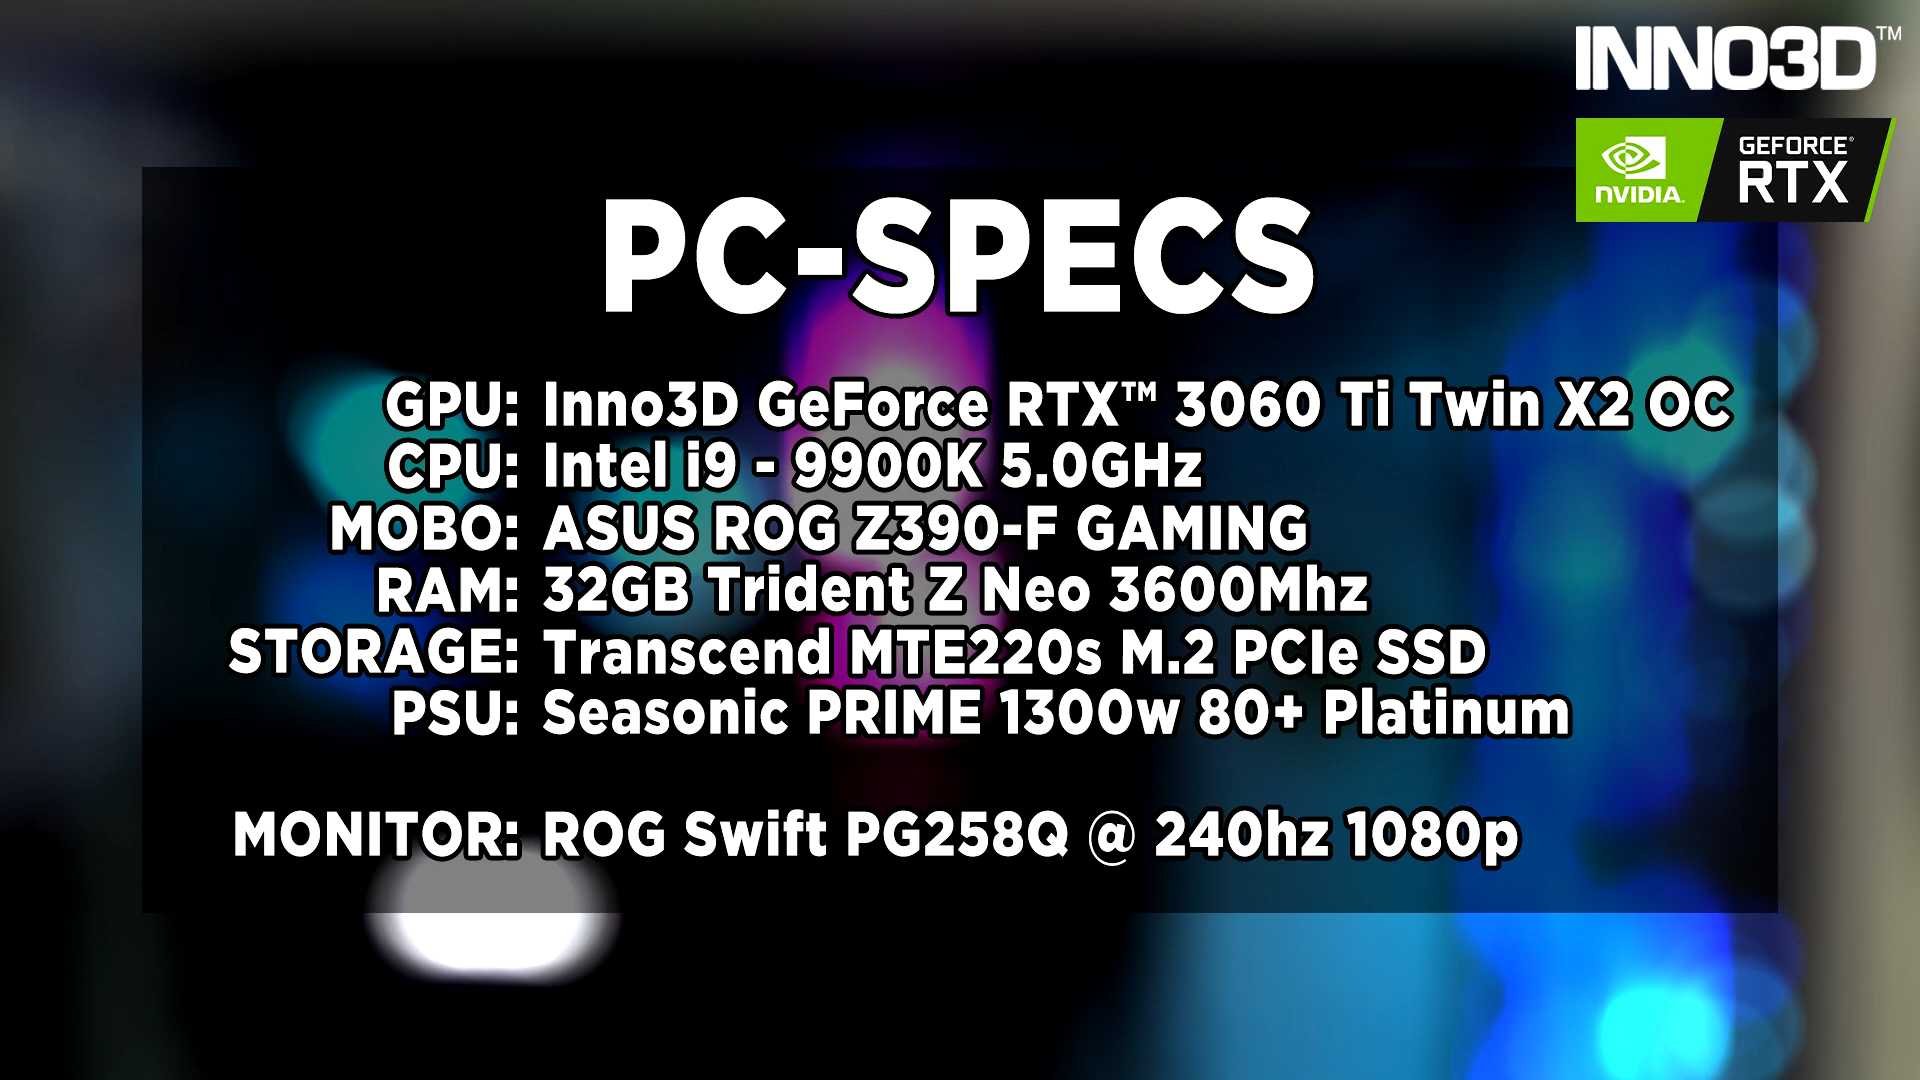 INNO3D™
NVIDIA.
GEFORCE®
RTX
PC-SPECS
GPU: Inno3D GeForce RTX™ 3060 Ti Twin X2 OC
CPU: Intel i9 - 9900K 5.0GHz
MOBO: ASUS ROG Z390-F GAMING
RAM: 32GB Trident Z Neo 3600Mhz
STORAGE: Transcend MTE220s M.2 PCIe SSD
PSU: Seasonic PRIME 1300w 80+ Platinum
MONITOR: ROG Swift PG258Q @ 240hz 1080p